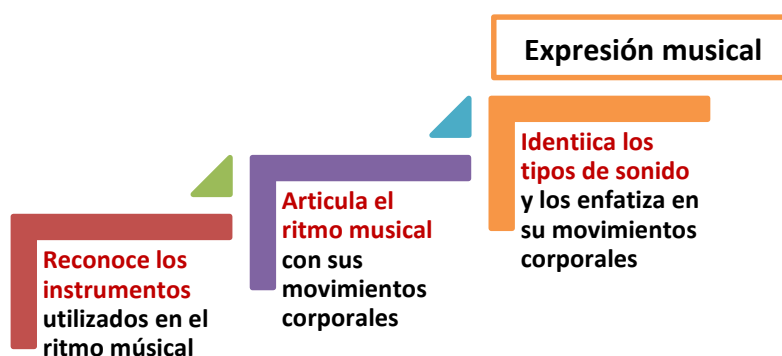 Expresión musical
Reconoce los
instrumentos
utilizados en el
ritmo músical
Articula el
ritmo musical
con sus
movimientos
corporales
Identiica los
tipos de sonido
y los enfatiza en
su movimientos
corporales